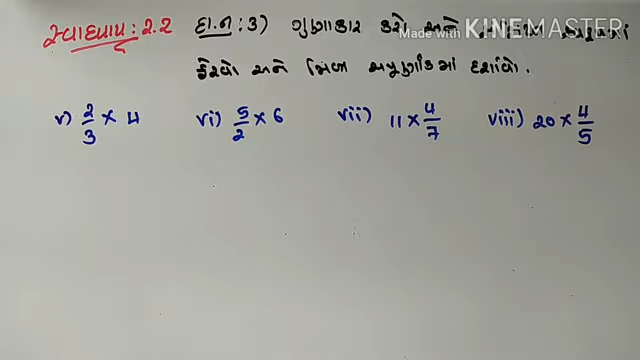 સ્વાધ્યાય : 2.2 દા.ન : 3) ગુણાકાર કરો અને
Made with KINEMASTER
ફેરવો અને મિશ્ર અપૂર્ણાંકમાં દર્શાવો.
v) 2/3 × 4 vi) 5/2 × 6 vii) 11 × 4/7 viii) 20 × 4/5